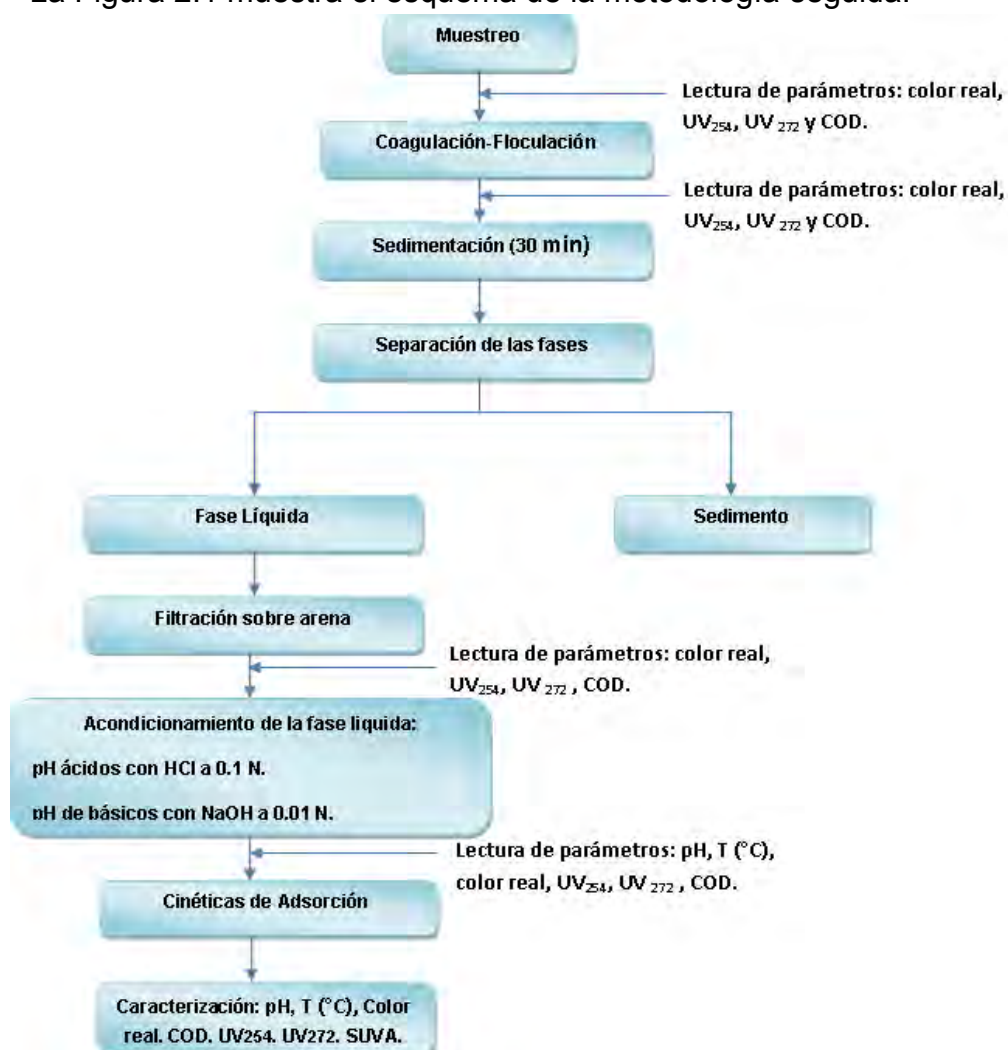 La Figura 2.1 muestra el esquema de la metodología seguida.
Muestreo
Lectura de parámetros: color real,
UV₂₅₄, UV ₂₇₂ y COD.
Coagulación-Floculación
Lectura de parámetros: color real,
UV₂₅₄, UV ₂₇₂ y COD.
Sedimentación (30 min)
Separación de las fases
Fase Líquida
Sedimento
Filtración sobre arena
Lectura de parámetros: color real,
UV₂₅₄, UV ₂₇₂ , COD.
Acondicionamiento de la fase liquida:
pH ácidos con HCl a 0.1 N.
pH de básicos con NaOH a 0.01 N.
Lectura de parámetros: pH, T (°C),
color real, UV₂₅₄, UV ₂₇₂ , COD.
Cinéticas de Adsorción
Caracterización: pH, T (°C), Color
real. COD. UV254. UV272. SUVA.